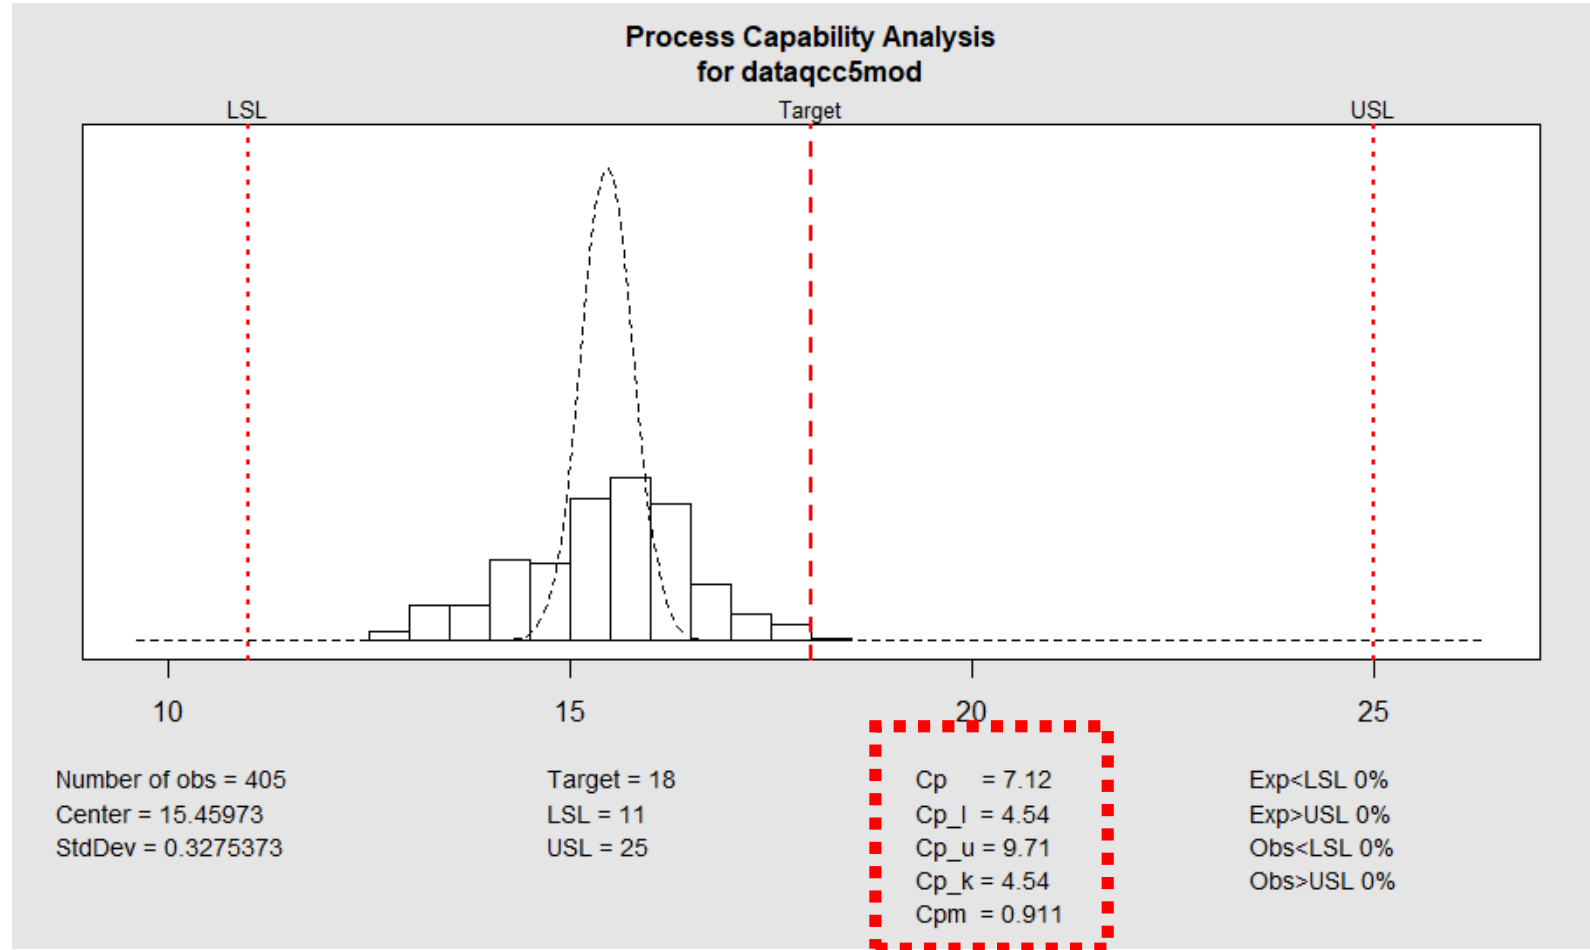 Process Capability Analysis
for dataqcc5mod
LSL Target USL
10 15 20 25
Number of obs = 405 Target = 18 Cp = 7.12 Exp<LSL 0%
Center = 15.45973 LSL = 11 Cp_l = 4.54 Exp>USL 0%
StdDev = 0.3275373 USL = 25 Cp_u = 9.71 Obs<LSL 0%
Cp_k = 4.54 Obs>USL 0%
Cpm = 0.911